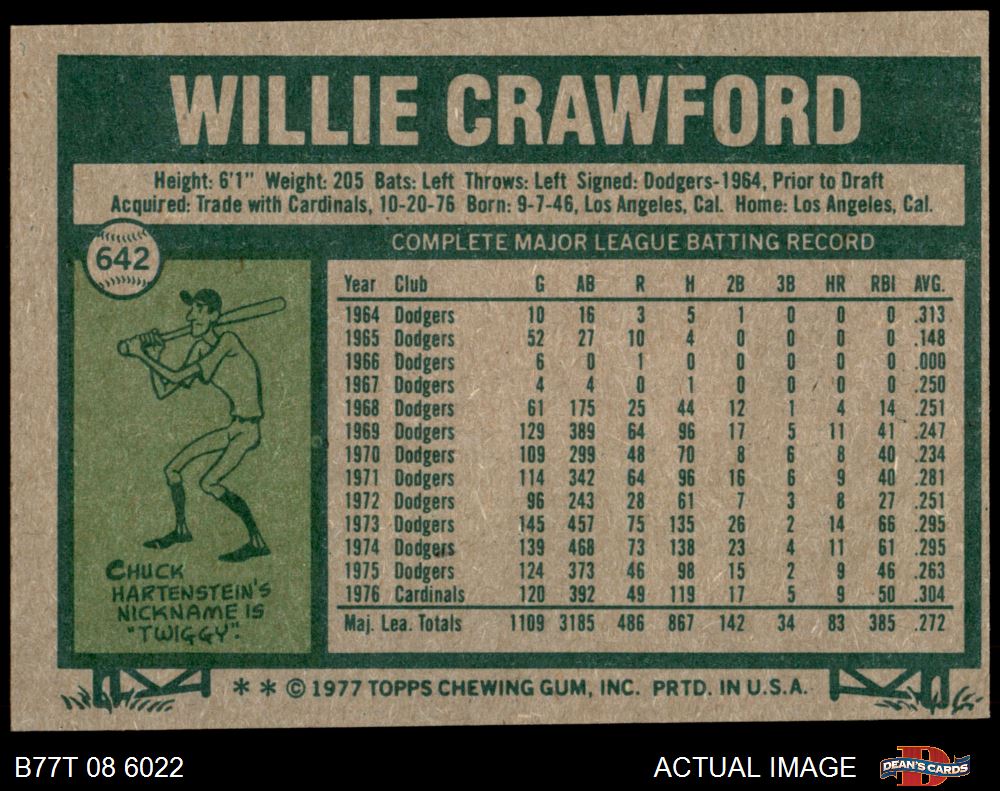 WILLIE CRAWFORD
Height: 6'1" Weight: 205 Bats: Left Throws: Left Signed: Dodgers-1964, Prior to Draft
Acquired: Trade with Cardinals, 10-20-76 Born: 9-7-46, Los Angeles, Cal. Home: Los Angeles, Cal.
642
COMPLETE MAJOR LEAGUE BATTING RECORD
Year Club G AB R H 2B 3B HR RBI AVG.
1964 Dodgers 10 16 3 5 1 0 0 0 .313
1965 Dodgers 52 27 10 4 0 0 0 0 .148
1966 Dodgers 6 0 1 0 0 0 0 0 .000
1967 Dodgers 4 4 0 1 0 0 0 0 .250
1968 Dodgers 61 175 25 44 12 1 4 14 .251
1969 Dodgers 129 389 64 96 17 5 11 41 .247
1970 Dodgers 109 299 48 70 8 6 8 40 .234
1971 Dodgers 114 342 64 96 16 6 9 40 .281
1972 Dodgers 96 243 28 61 7 3 8 27 .251
1973 Dodgers 145 457 75 135 26 2 14 66 .295
1974 Dodgers 139 468 73 138 23 4 11 61 .295
1975 Dodgers 124 373 46 98 15 2 9 46 .263
1976 Cardinals 120 392 49 119 17 5 9 50 .304
Maj. Lea. Totals 1109 3185 486 867 142 34 83 385 .272
CHUCK
HARTENSTEIN'S
NICKNAME IS
"TWIGGY".
* * © 1977 TOPPS CHEWING GUM, INC. PRTD. IN U.S.A.
B77T 08 6022
ACTUAL IMAGE
DEAN'S CARDS